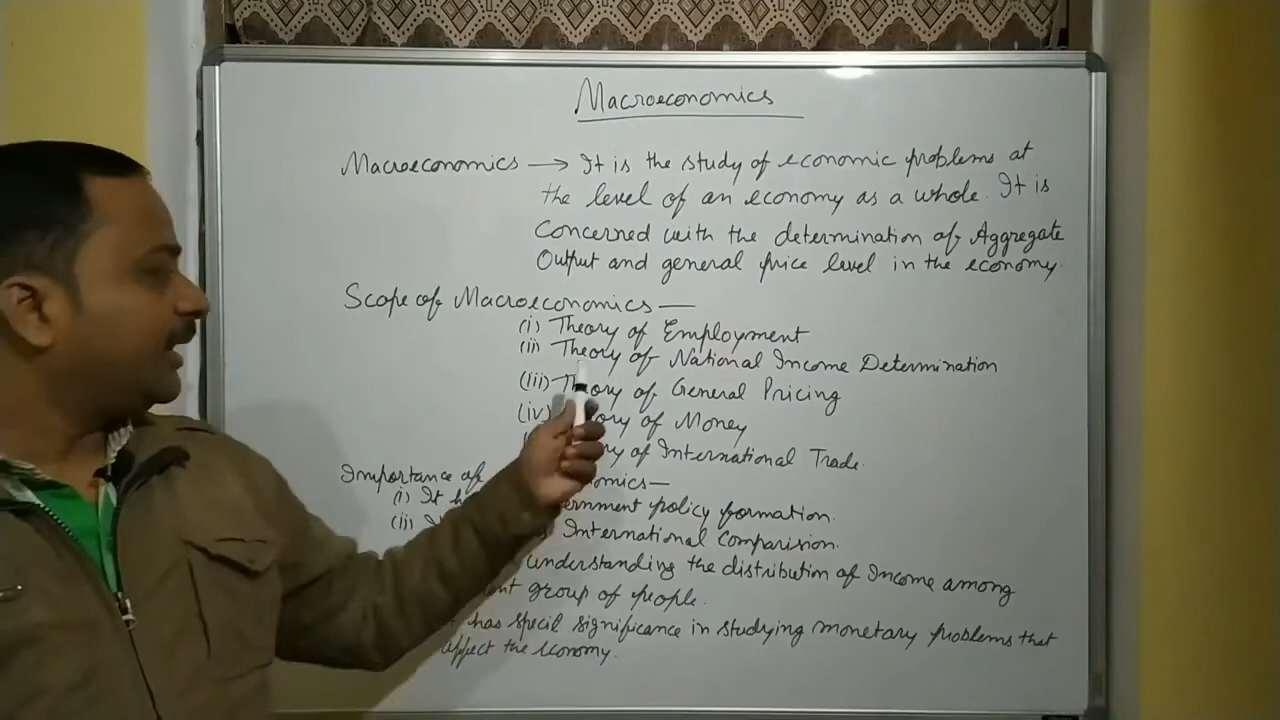 Macroeconomics
Macroeconomics → It is the study of economic problems at
the level of an economy as a whole. It is
Concerned with the determination of Aggregate
Output and general price level in the economy.
Scope of Macroeconomics —
(i) Theory of Employment
(ii) Theory of National Income Determination
(iii) Theory of General Pricing
(iv) of Money
of International Trade.
Importance of —
(i) It policy formation.
(ii) International Comparision.
understanding the distribution of Income among
group of people.
has special significance in studying monetary problems that
affect the economy.